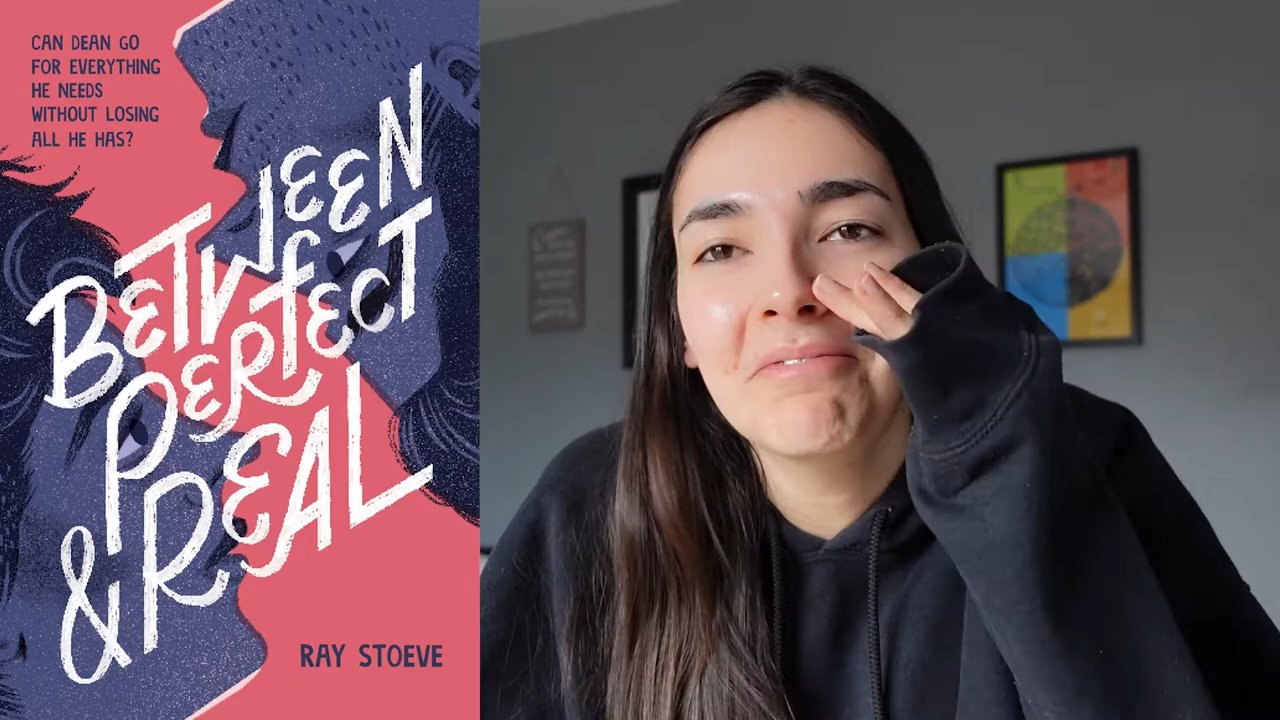 CAN DEAN GO
FOR EVERYTHING
HE NEEDS
WITHOUT LOSING
ALL HE HAS?
BETWEEN
PERFECT
& REAL
RAY STOEVE